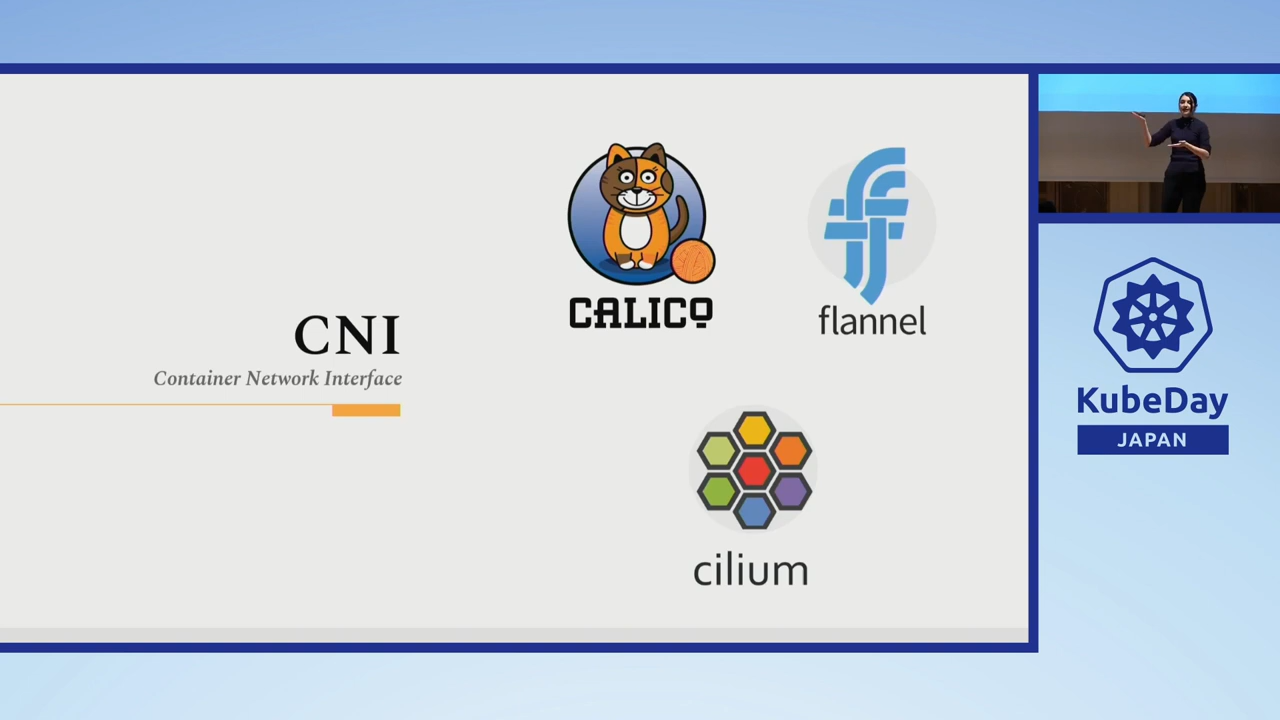 CNI
Container Network Interface
CALICO
flannel
cilium
KubeDay
JAPAN